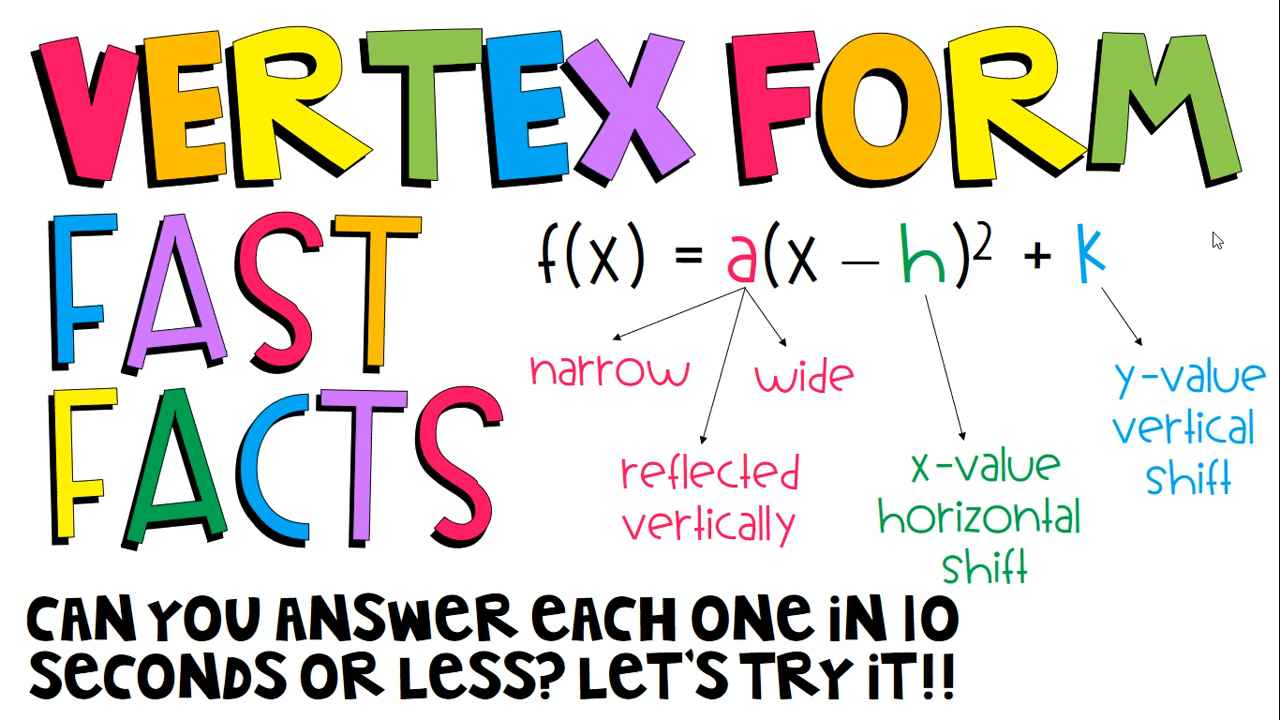 VERTEX FORM
FAST
FACTS
f(x) = a(x – h)² + k
narrow
wide
reflected
vertically
x-value
horizontal
shift
y-value
vertical
shift
CAN YOU ANSWER EACH ONE IN 10
SECONDS OR LESS? LET'S TRY IT!!